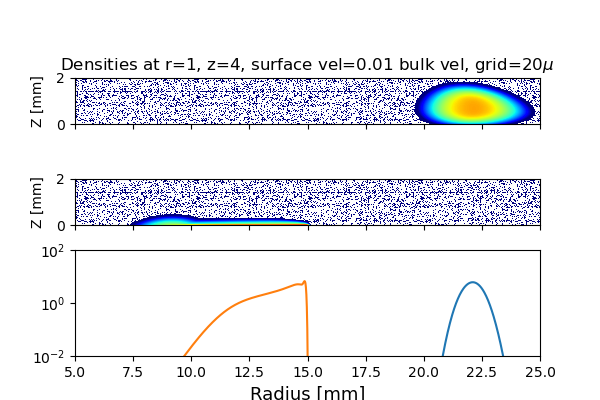 Densities at r=1, z=4, surface vel=0.01 bulk vel, grid=20μ
2
Z [mm]
0
2
Z [mm]
0
10²
10⁰
10⁻²
5.0 7.5 10.0 12.5 15.0 17.5 20.0 22.5 25.0
Radius [mm]